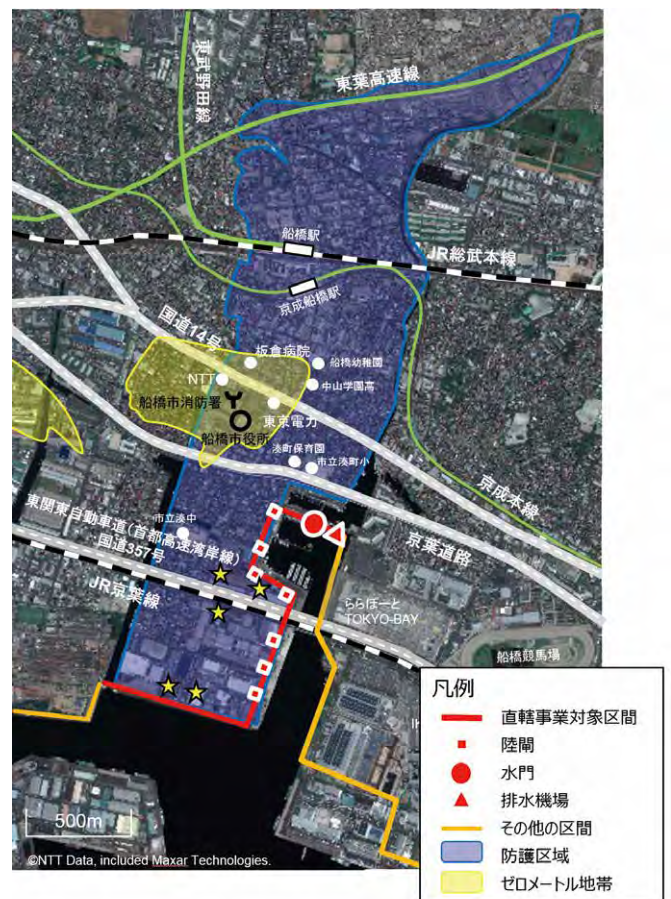 東武野田線
東葉高速線
船橋駅
JR総武本線
京成船橋駅
国道14号
板倉病院
船橋幼稚園
NTT
中山学園高
船橋市消防署
東京電力
船橋市役所
湊町保育園
市立湊町小
京成本線
市立湊中
京葉道路
東関東自動車道(首都高速湾岸線)
国道357号
JR京葉線
ららぽーと
TOKYO-BAY
船橋競馬場
凡例
直轄事業対象区間
陸閘
水門
排水機場
その他の区間
防護区域
ゼロメートル地帯
500m
©NTT Data, included Maxar Technologies.